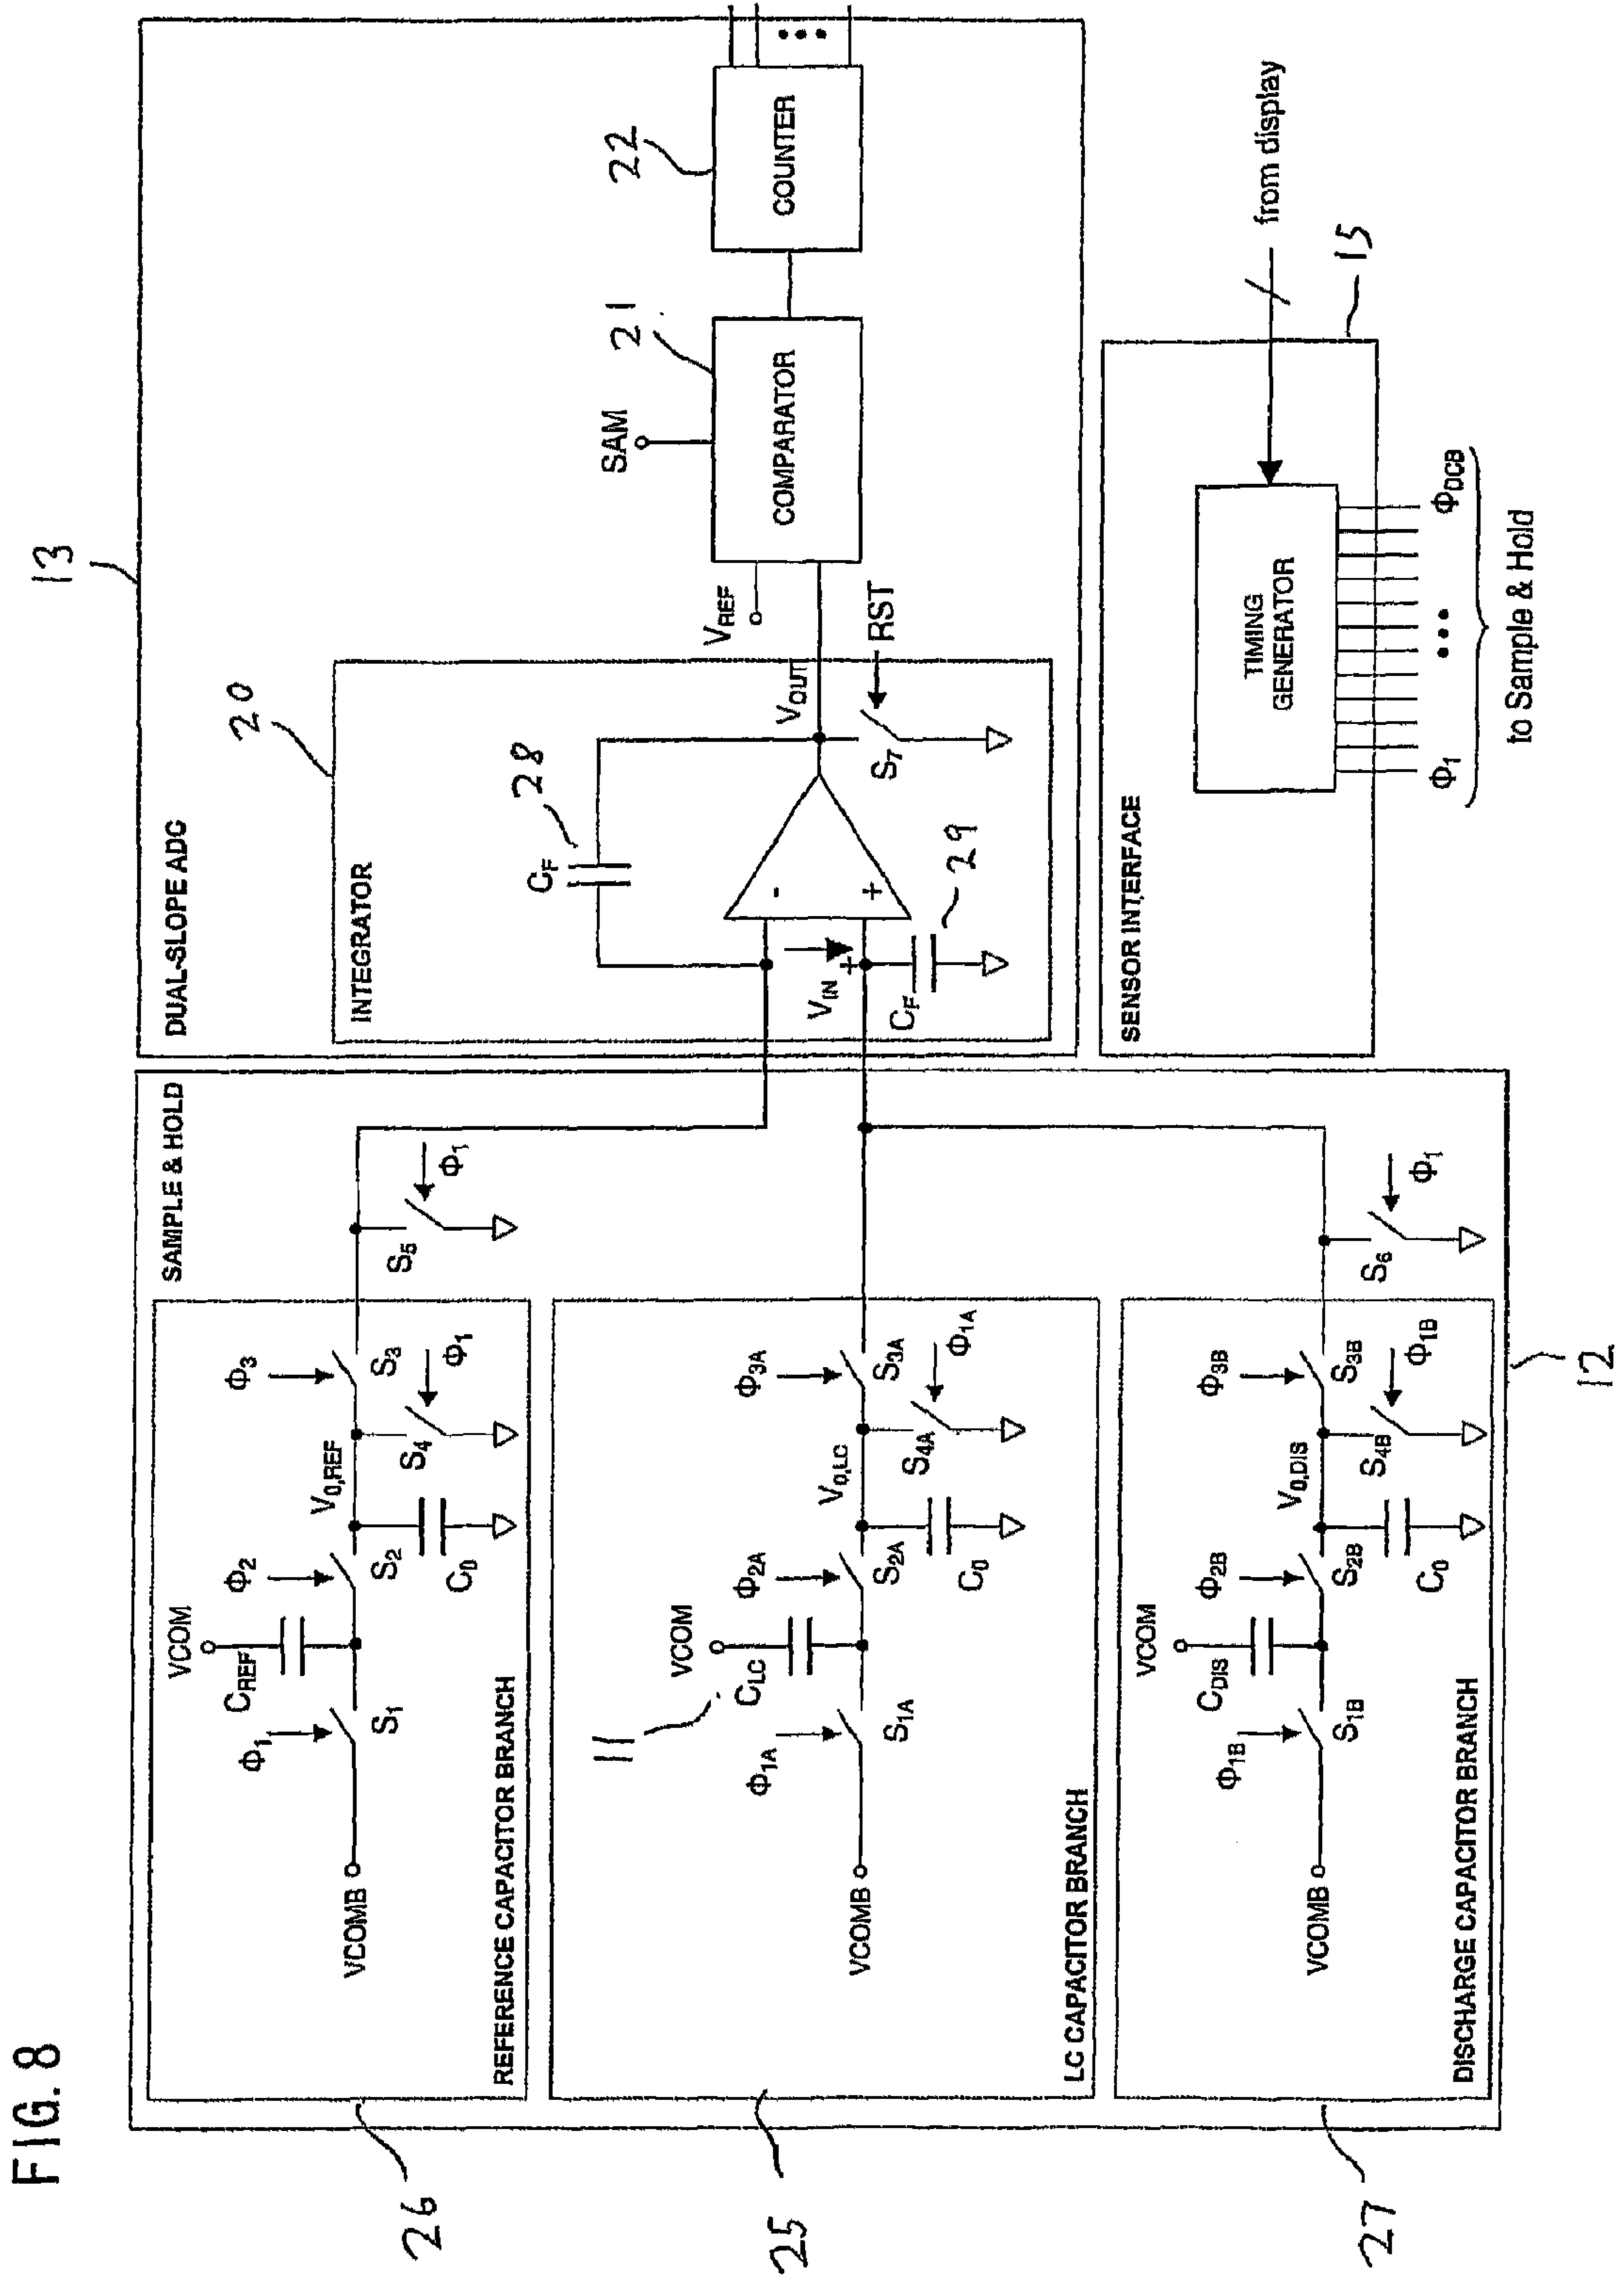 FIG. 8
13
DUAL-SLOPE ADG
20
INTEGRATOR
28
CF
-
+
VIN
+
CF
29
VOUT
S7
RST
VREF
SAM
21
COMPARATOR
22
COUNTER
•••
SENSOR INTERFACE
15
TIMING
GENERATOR
from display
Φ1
•••
ΦDCB
to Sample & Hold
12
SAMPLE & HOLD
26
REFERENCE CAPACITOR BRANCH
VCOMB
Φ1
S1
VCOM
CREF
Φ2
S2
V0,REF
C0
Φ3
S3
S4
Φ1
S5
Φ1
25
LC CAPACITOR BRANCH
VCOMB
Φ1A
S1A
11
VCOM
CLC
Φ2A
S2A
V0,LC
C0
Φ3A
S3A
S4A
Φ1A
27
DISCHARGE CAPACITOR BRANCH
VCOMB
Φ1B
S1B
VCOM
CDIS
Φ2B
S2B
V0,DIS
C0
Φ3B
S3B
S4B
Φ1B
S6
Φ1